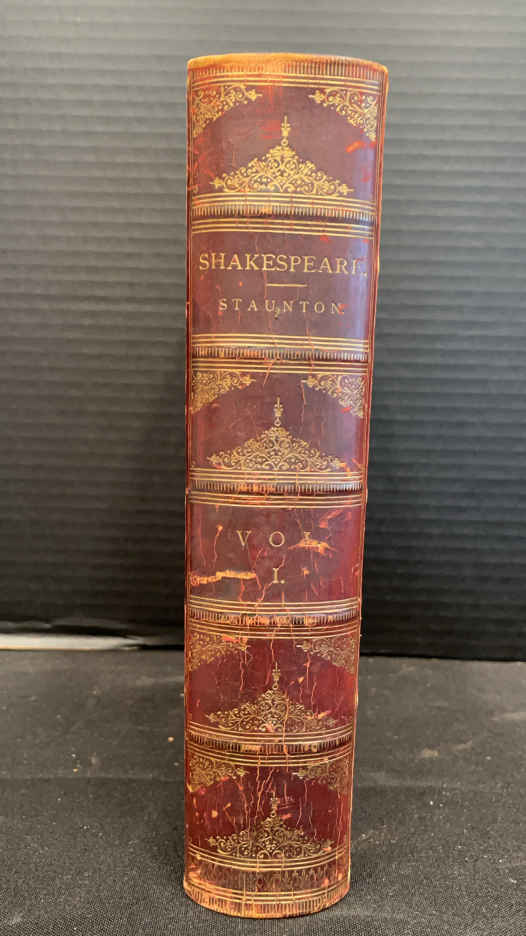 SHAKESPEARE.
STAUNTON.
VOL
I.